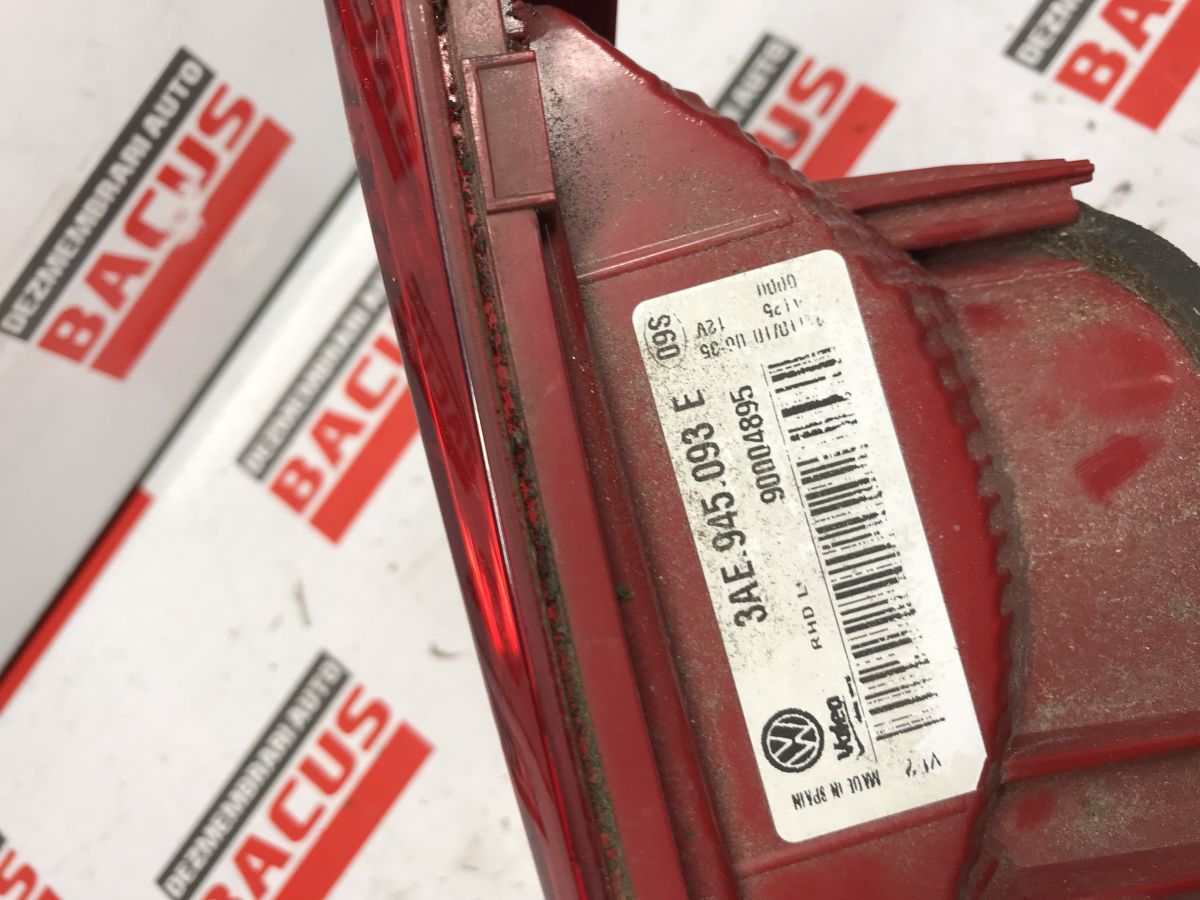 DEZMEMBRARI AUTO
BACUS
DEZMEMBRARI AUTO
BACUS
DEZMEMBRARI AUTO
BACUS
AUTO
BACUS
DEZMEMBRARI
BACUS
BACUS
09S
12V
3AE.945.093 E
90004895
RHD
Valeo
MADE IN SPAIN